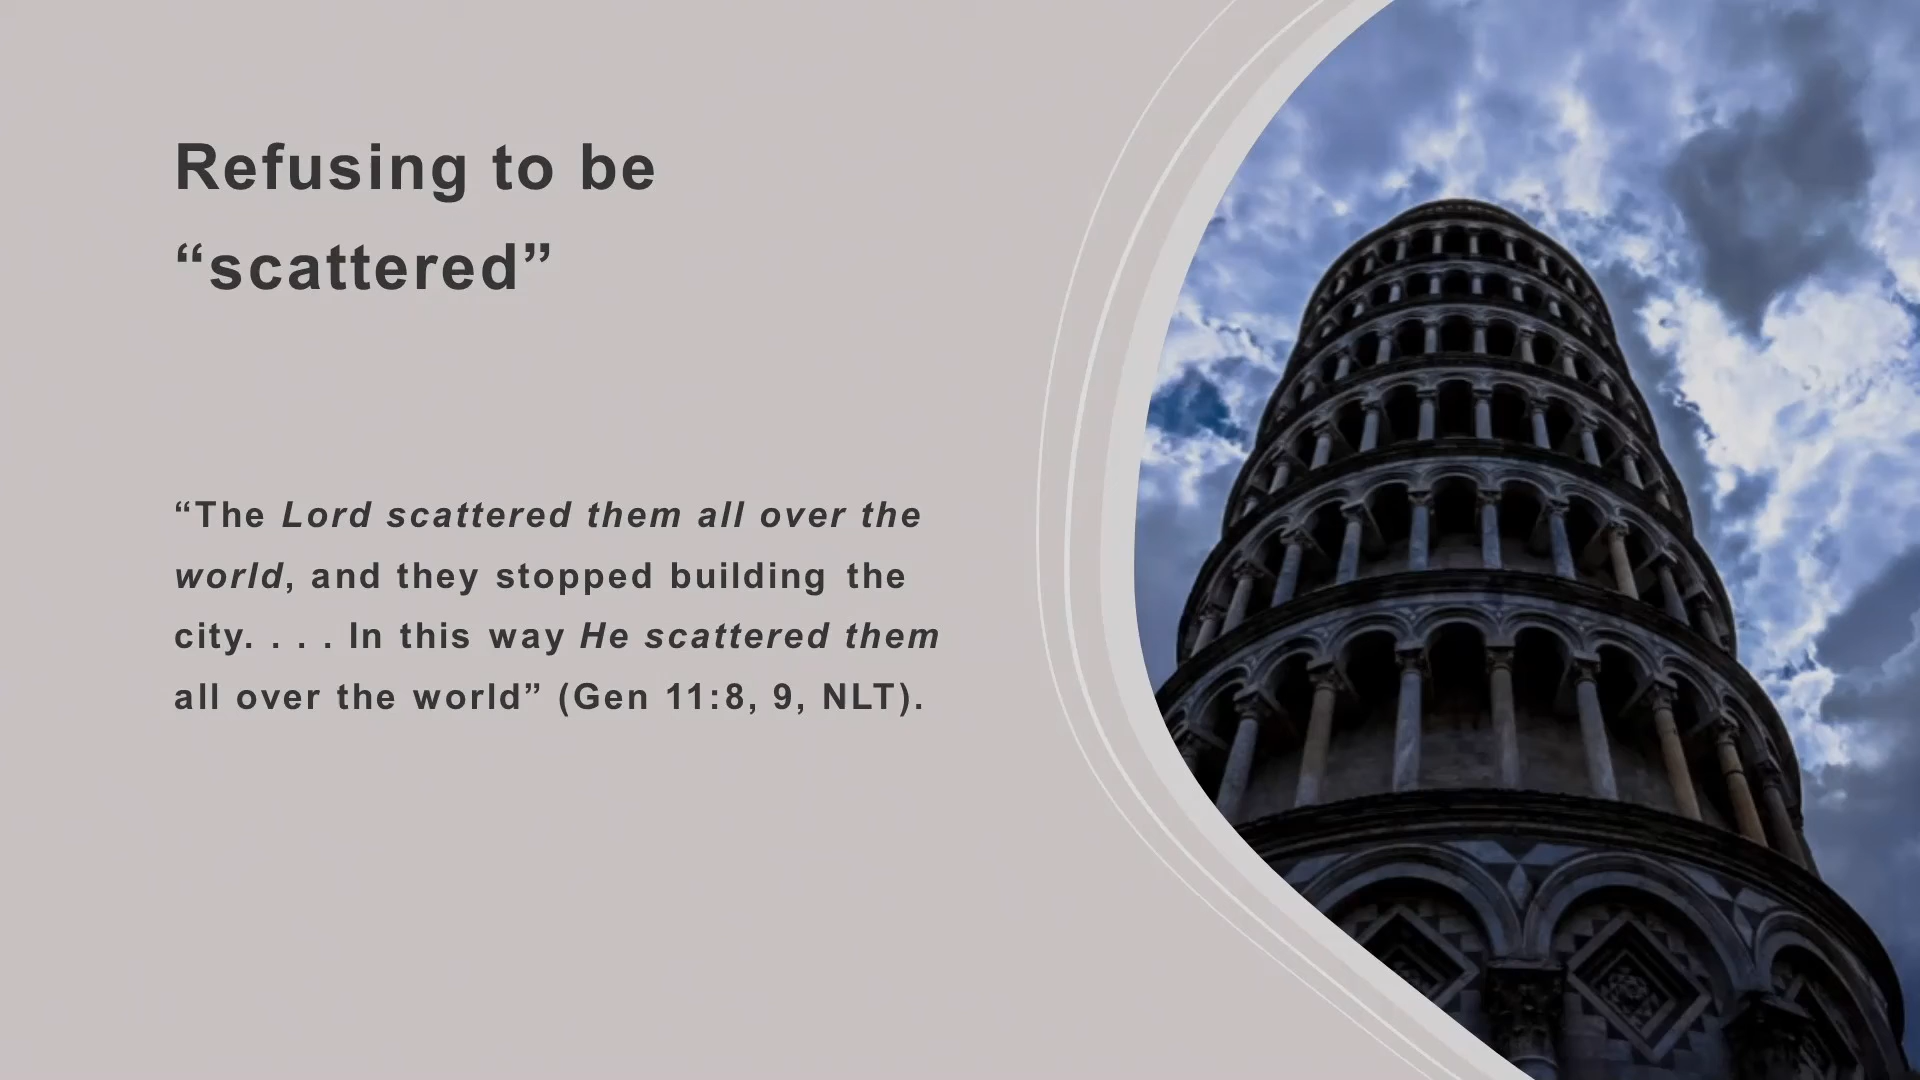 Refusing to be
“scattered”
“The Lord scattered them all over the
world, and they stopped building the
city. . . . In this way He scattered them
all over the world” (Gen 11:8, 9, NLT).